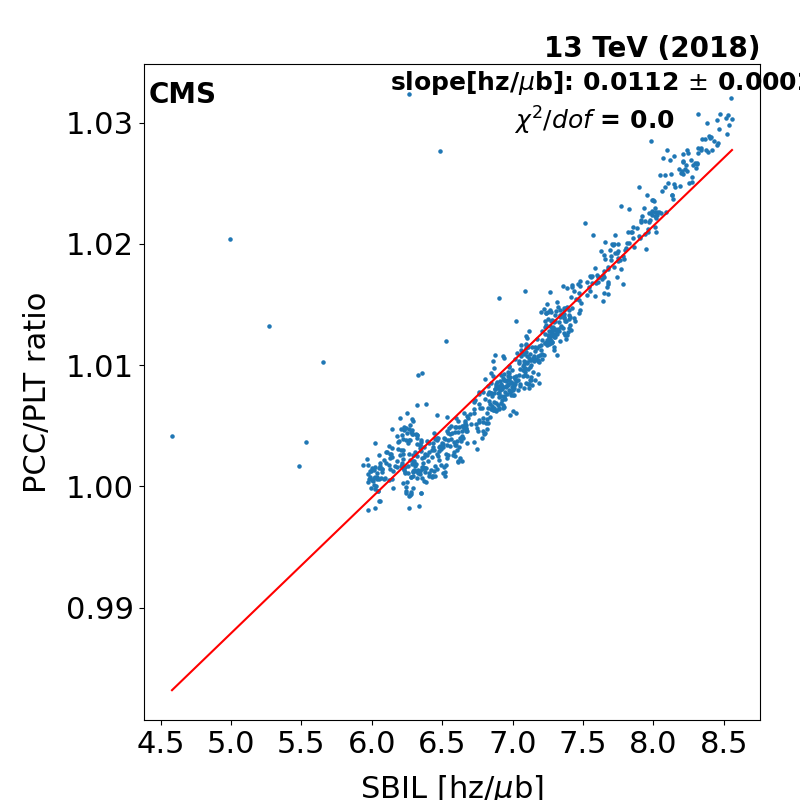 13 TeV (2018)
CMS
slope[hz/μb]: 0.0112 ± 0.000
χ²/dof = 0.0
1.03
1.02
1.01
1.00
0.99
PCC/PLT ratio
4.5 5.0 5.5 6.0 6.5 7.0 7.5 8.0 8.5
SBIL [hz/μb]